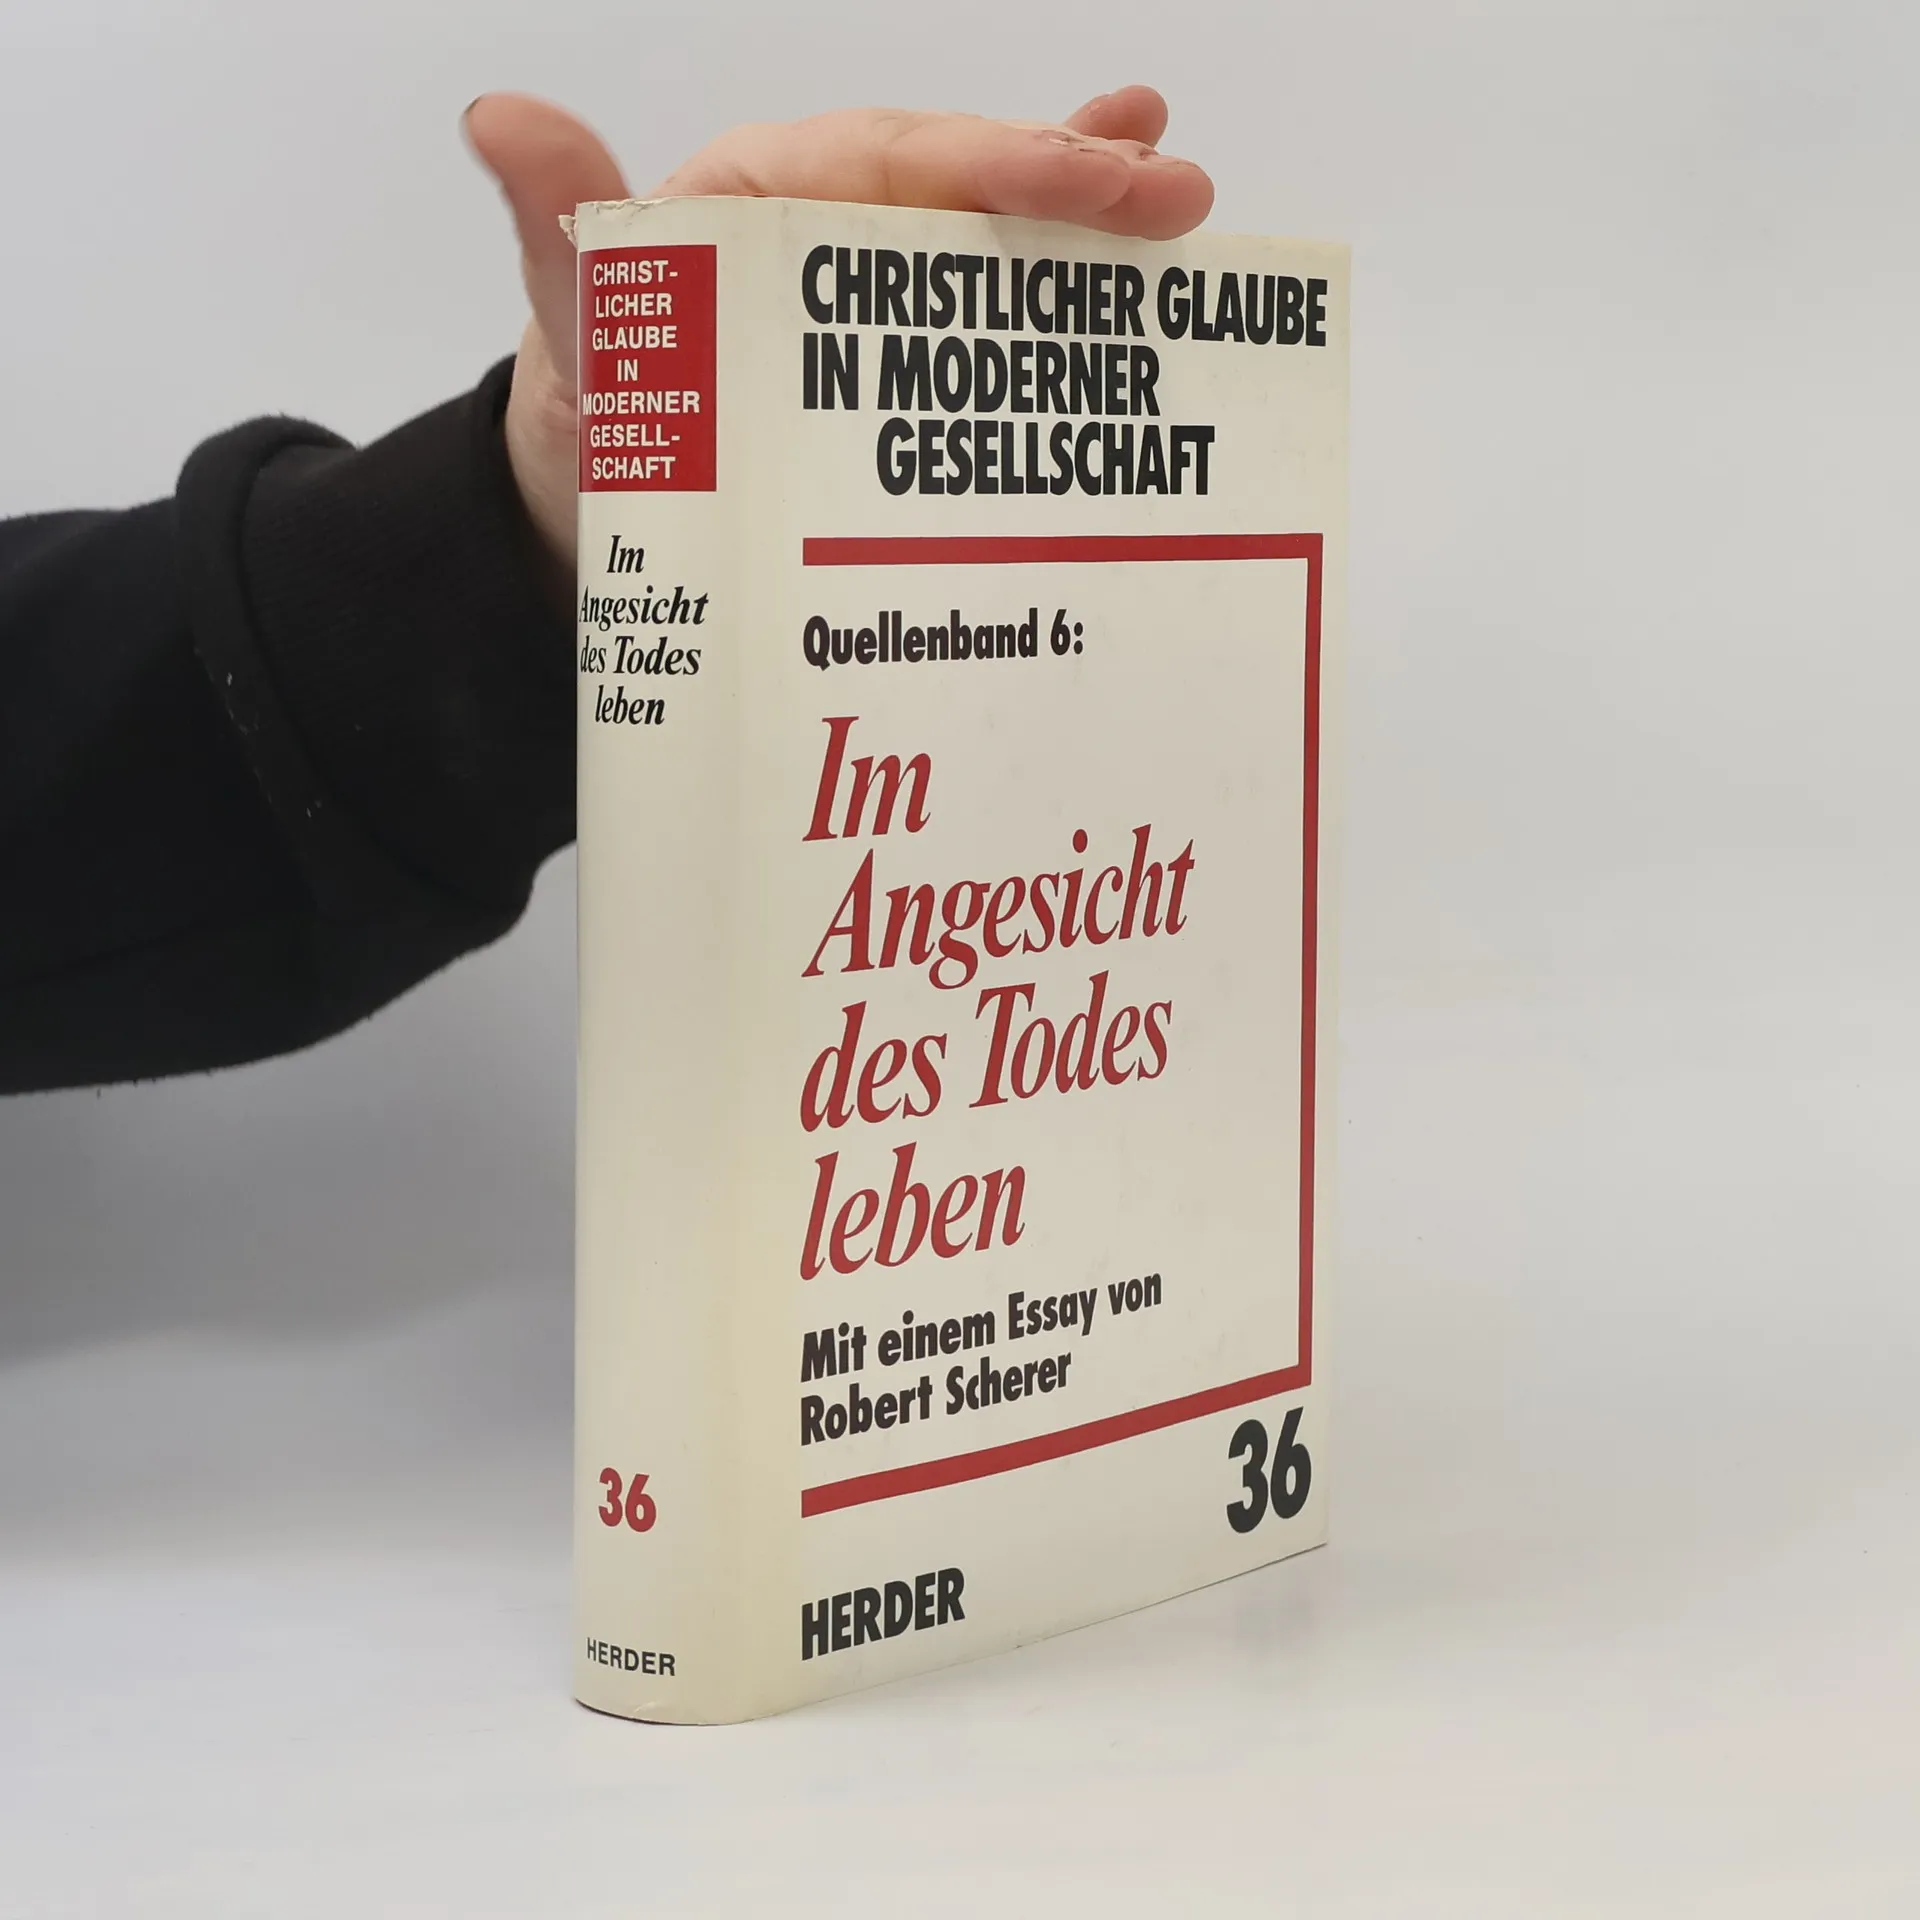 CHRIST-
LICHER
GLAUBE
IN
MODERNER
GESELL-
SCHAFT
Im
Angesicht
des Todes
leben
36
HERDER
CHRISTLICHER GLAUBE
IN MODERNER
GESELLSCHAFT
Quellenband 6:
Im
Angesicht
des Todes
leben
Mit einem Essay von
Robert Scherer
36
HERDER